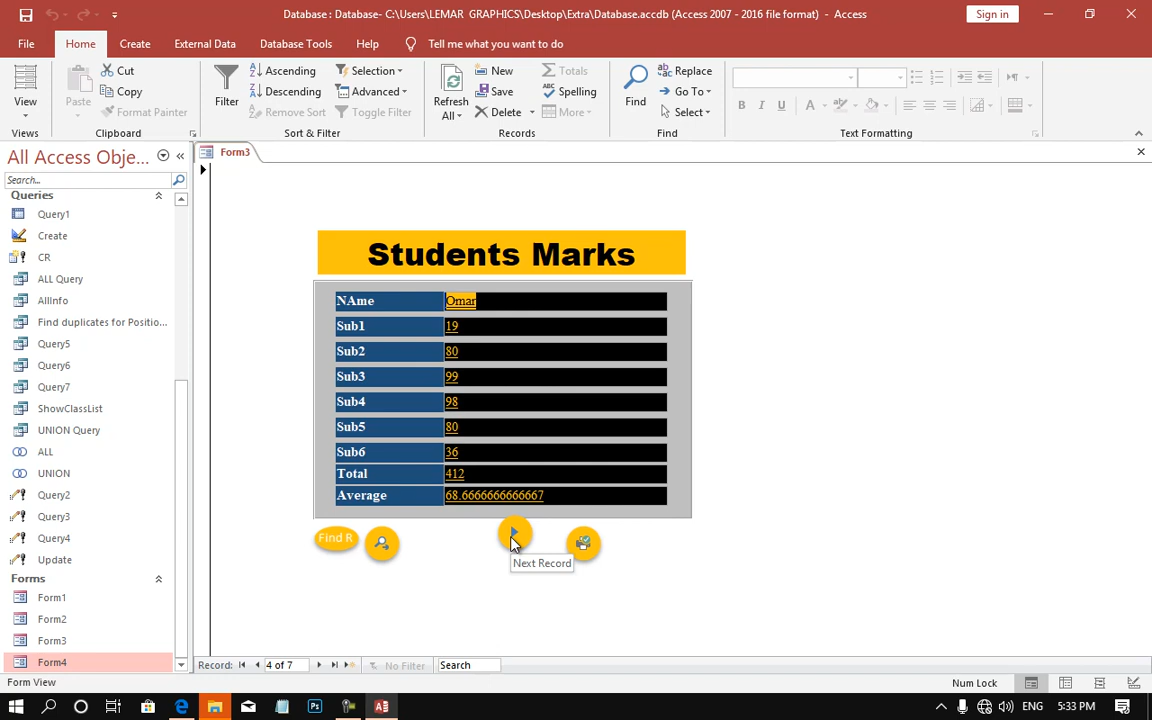 Database : Database- C:\Users\LEMAR GRAPHICS\Desktop\Extra\Database.accdb (Access 2007 - 2016 file format) - Access
Sign in
File
Home
Create
External Data
Database Tools
Help
Tell me what you want to do
View
Paste
Cut
Copy
Format Painter
Filter
Ascending
Descending
Remove Sort
Selection
Advanced
Toggle Filter
Refresh
All
New
Save
Delete
Totals
Spelling
More
Find
Replace
Go To
Select
B I U
A
Views
Clipboard
Sort & Filter
Records
Find
Text Formatting
All Access Obje...
Search...
Queries
Query1
Create
CR
ALL Query
AllInfo
Find duplicates for Positio...
Query5
Query6
Query7
ShowClassList
UNION Query
ALL
UNION
Query2
Query3
Query4
Update
Forms
Form1
Form2
Form3
Form4
Form3
Students Marks
NAme Omar
Sub1 19
Sub2 80
Sub3 99
Sub4 98
Sub5 80
Sub6 36
Total 412
Average 68.6666666666667
Find R
Next Record
Record: 4 of 7 No Filter Search
Form View
Num Lock
ENG
5:33 PM